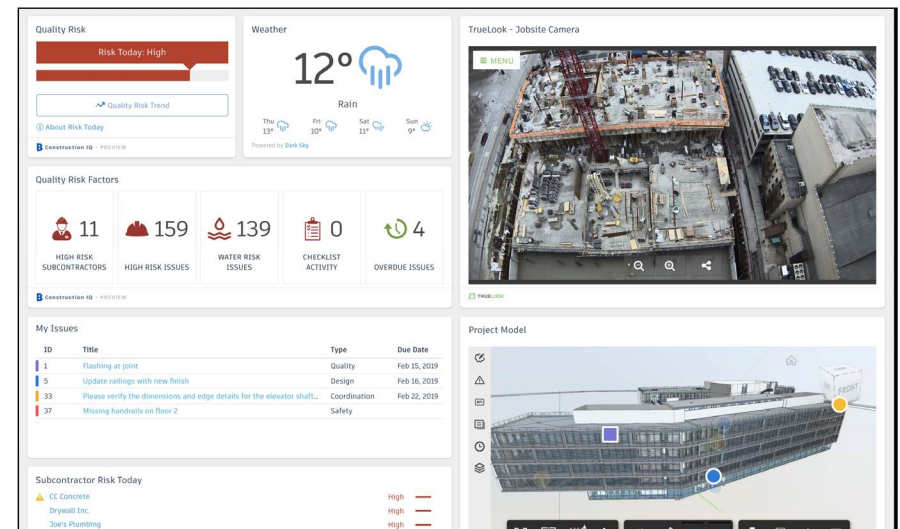 Quality Risk
Risk Today: High
Quality Risk Trend
About Risk Today
Construction IQ · PREVIEW
Weather
12°
Rain
Thu Fri Sat Sun
13° 10° 11° 9°
Powered by Dark Sky
TrueLook - Jobsite Camera
MENU
TRUELOOK
Quality Risk Factors
11 159 139 0 4
HIGH RISK SUBCONTRACTORS
HIGH RISK ISSUES
WATER RISK ISSUES
CHECKLIST ACTIVITY
OVERDUE ISSUES
Construction IQ · PREVIEW
My Issues
ID Title Type Due Date
1 Flashing at joint Quality Feb 15, 2019
5 Update railings with new finish Design Feb 16, 2019
33 Please verify the dimensions and edge details for the elevator shaft... Coordination Feb 22, 2019
37 Missing handrails on floor 2 Safety
Project Model
FRONT
Subcontractor Risk Today
CC Concrete High
Drywall Inc. High
Joe's Plumbing High